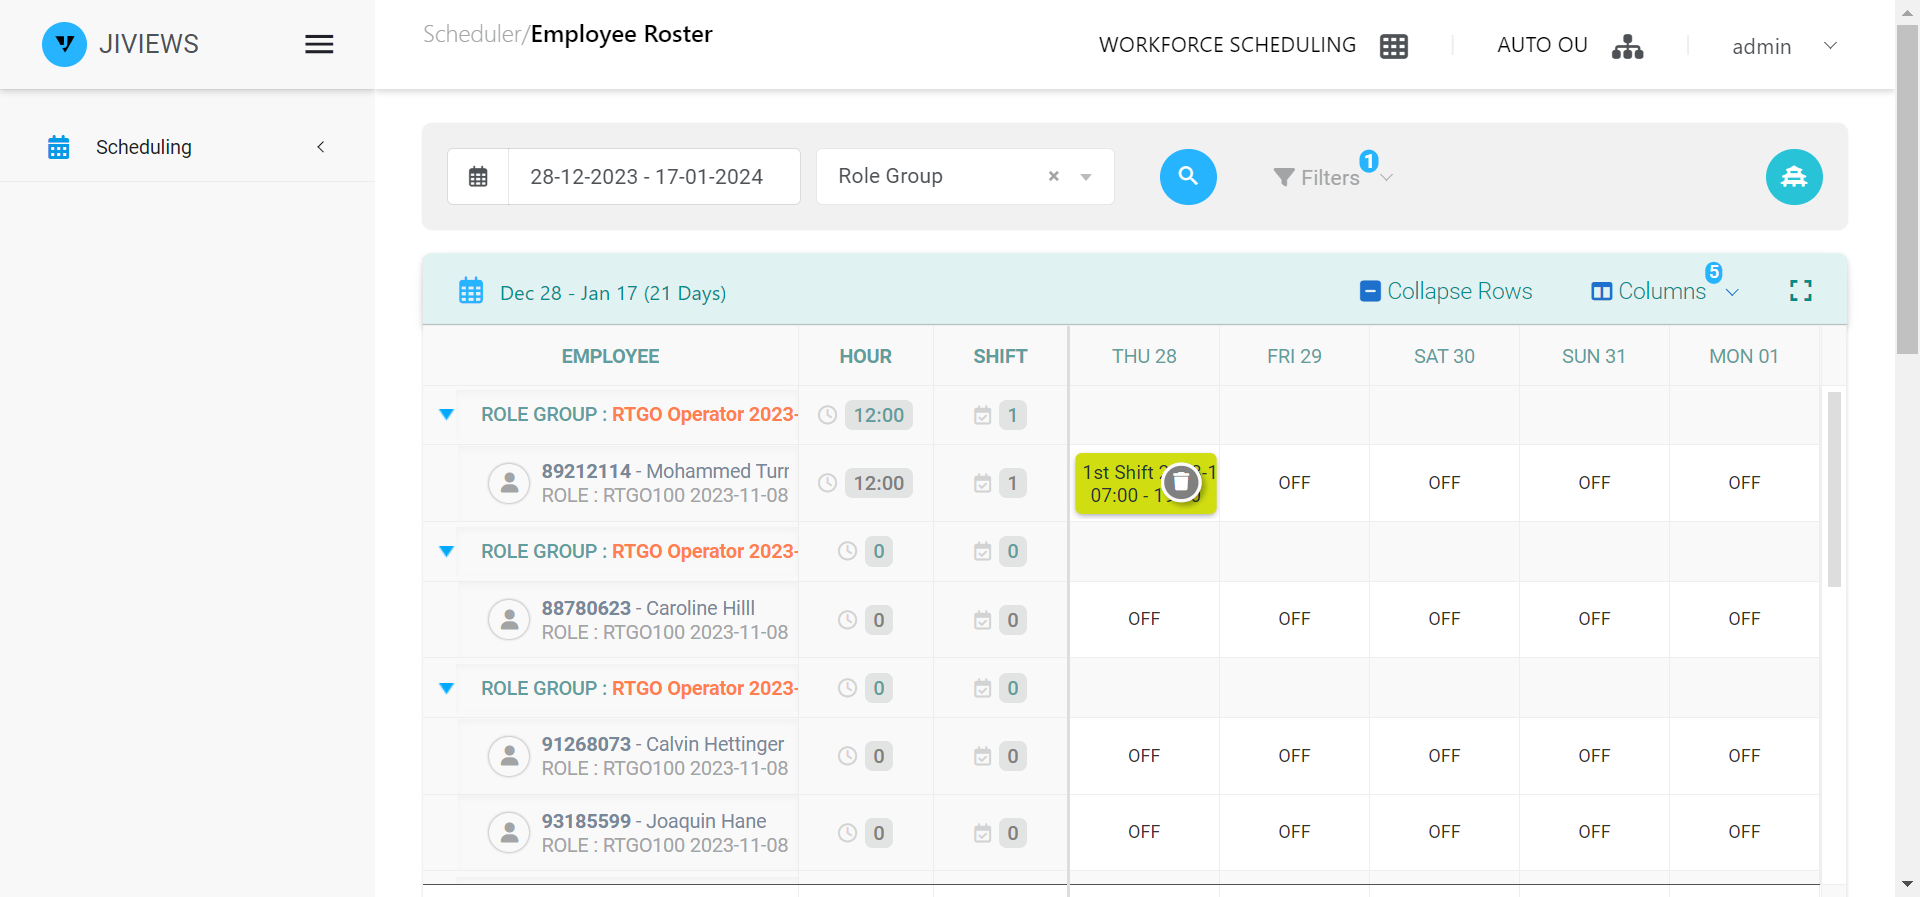 JIVIEWS
Scheduler/Employee Roster
WORKFORCE SCHEDULING
AUTO OU
admin
Scheduling
28-12-2023 - 17-01-2024
Role Group
×
Filters
1
Dec 28 - Jan 17 (21 Days)
Collapse Rows
Columns
5
EMPLOYEE HOUR SHIFT THU 28 FRI 29 SAT 30 SUN 31 MON 01
ROLE GROUP : RTGO Operator 2023- 12:00 1
89212114 - Mohammed Turr
ROLE : RTGO100 2023-11-08
12:00 1
1st Shift
07:00 -
OFF OFF OFF OFF
ROLE GROUP : RTGO Operator 2023- 0 0
88780623 - Caroline Hilll
ROLE : RTGO100 2023-11-08
0 0 OFF OFF OFF OFF OFF
ROLE GROUP : RTGO Operator 2023- 0 0
91268073 - Calvin Hettinger
ROLE : RTGO100 2023-11-08
0 0 OFF OFF OFF OFF OFF
93185599 - Joaquin Hane
ROLE : RTGO100 2023-11-08
0 0 OFF OFF OFF OFF OFF